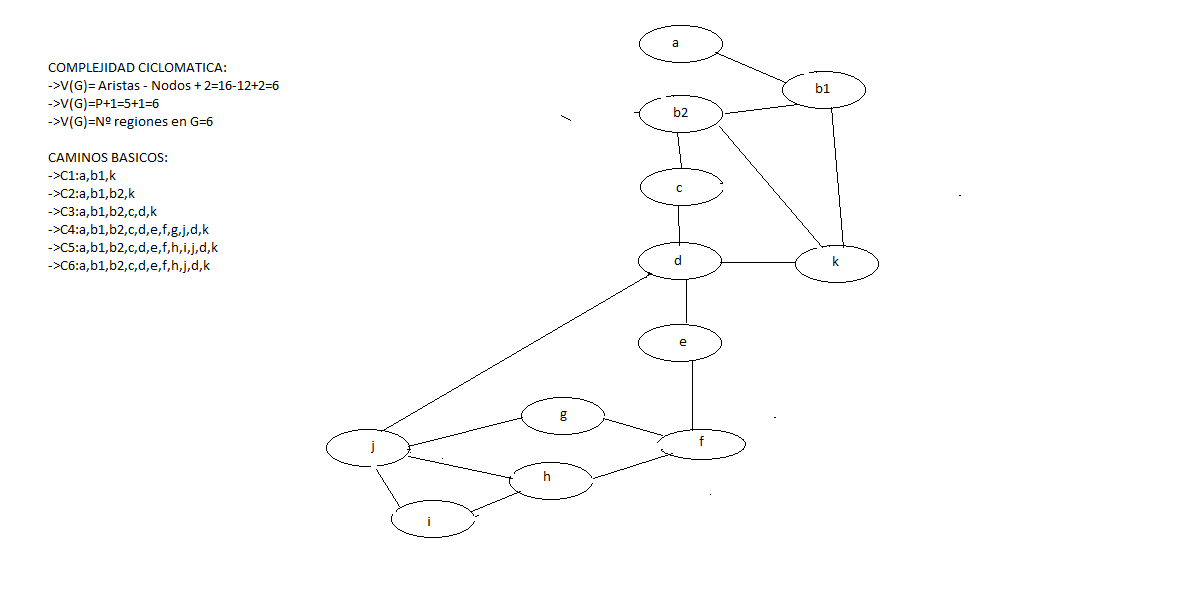 COMPLEJIDAD CICLOMATICA:
->V(G)= Aristas - Nodos + 2=16-12+2=6
->V(G)=P+1=5+1=6
->V(G)=Nº regiones en G=6
CAMINOS BASICOS:
->C1:a,b1,k
->C2:a,b1,b2,k
->C3:a,b1,b2,c,d,k
->C4:a,b1,b2,c,d,e,f,g,j,d,k
->C5:a,b1,b2,c,d,e,f,h,i,j,d,k
->C6:a,b1,b2,c,d,e,f,h,j,d,k
a
b1
b2
c
d
k
e
g
f
j
h
i